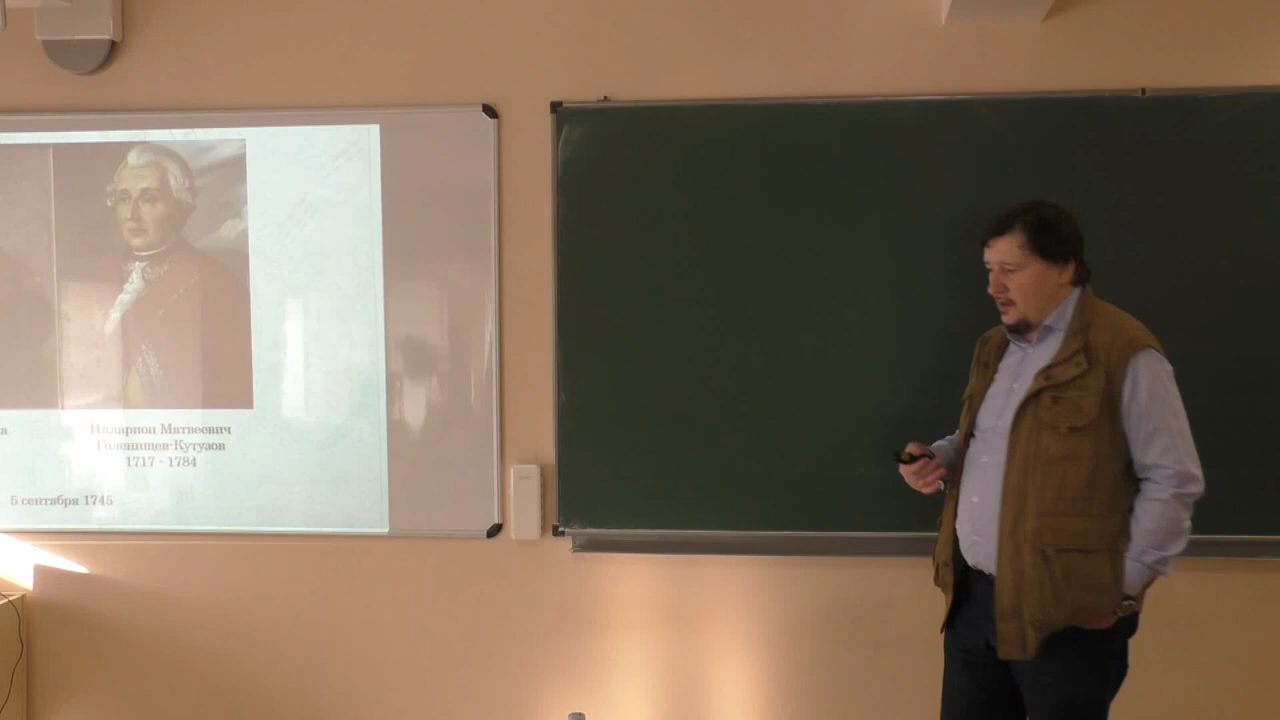 а
Илларион Матвеевич
Голенищев-Кутузов
1717 - 1784
5 сентября 1745